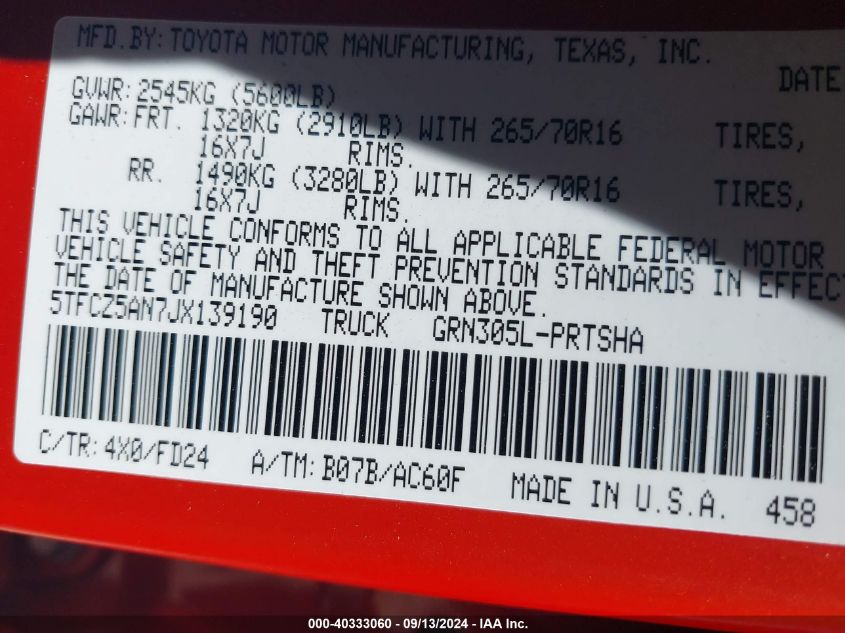 MFD.BY: TOYOTA MOTOR MANUFACTURING, TEXAS, INC.
DATE
GVWR: 2545KG (5600LB)
GAWR: FRT. 1320KG (2910LB) WITH 265/70R16 TIRES,
16X7J RIMS.
RR. 1490KG (3280LB) WITH 265/70R16 TIRES,
16X7J RIMS.
THIS VEHICLE CONFORMS TO ALL APPLICABLE FEDERAL MOTOR
VEHICLE SAFETY AND THEFT PREVENTION STANDARDS IN EFFECT
THE DATE OF MANUFACTURE SHOWN ABOVE.
5TFCZ5AN7JX139190 TRUCK GRN305L-PRTSHA
C/TR: 4X0/FD24 A/TM: B07B/AC60F MADE IN U.S.A. 458
000-40333060 - 09/13/2024 - IAA Inc.